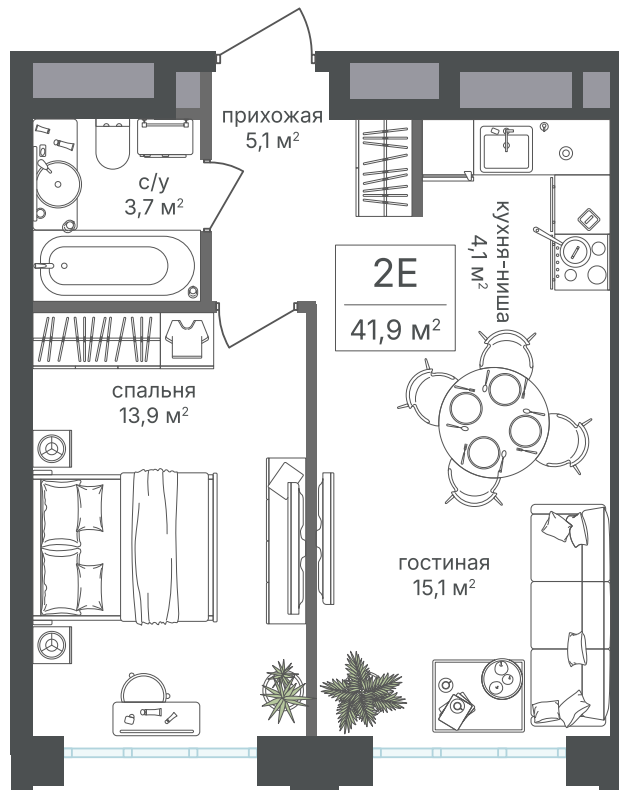 прихожая
5,1 м²
с/у
3,7 м²
кухня-ниша
4,1 м²
2Е
41,9 м²
спальня
13,9 м²
гостиная
15,1 м²